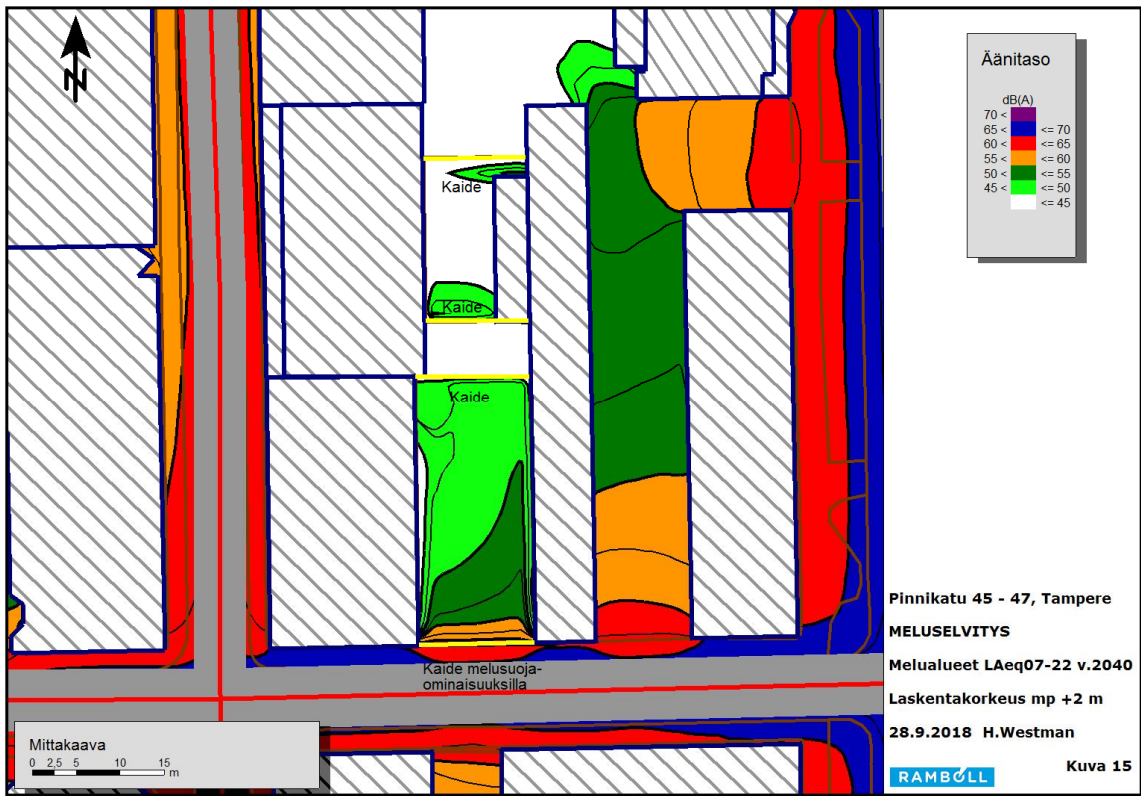 N
Kaide
Kaide
Kaide
Kaide melusuoja-
ominaisuuksilla
Mittakaava
0 2,5 5 10 15
m
Äänitaso
dB(A)
70 <
65 < <= 70
60 < <= 65
55 < <= 60
50 < <= 55
45 < <= 50
<= 45
Pinnikatu 45 - 47, Tampere
MELUSELVITYS
Melualueet LAeq07-22 v.2040
Laskentakorkeus mp +2 m
28.9.2018 H.Westman
Kuva 15
RAMBOLL